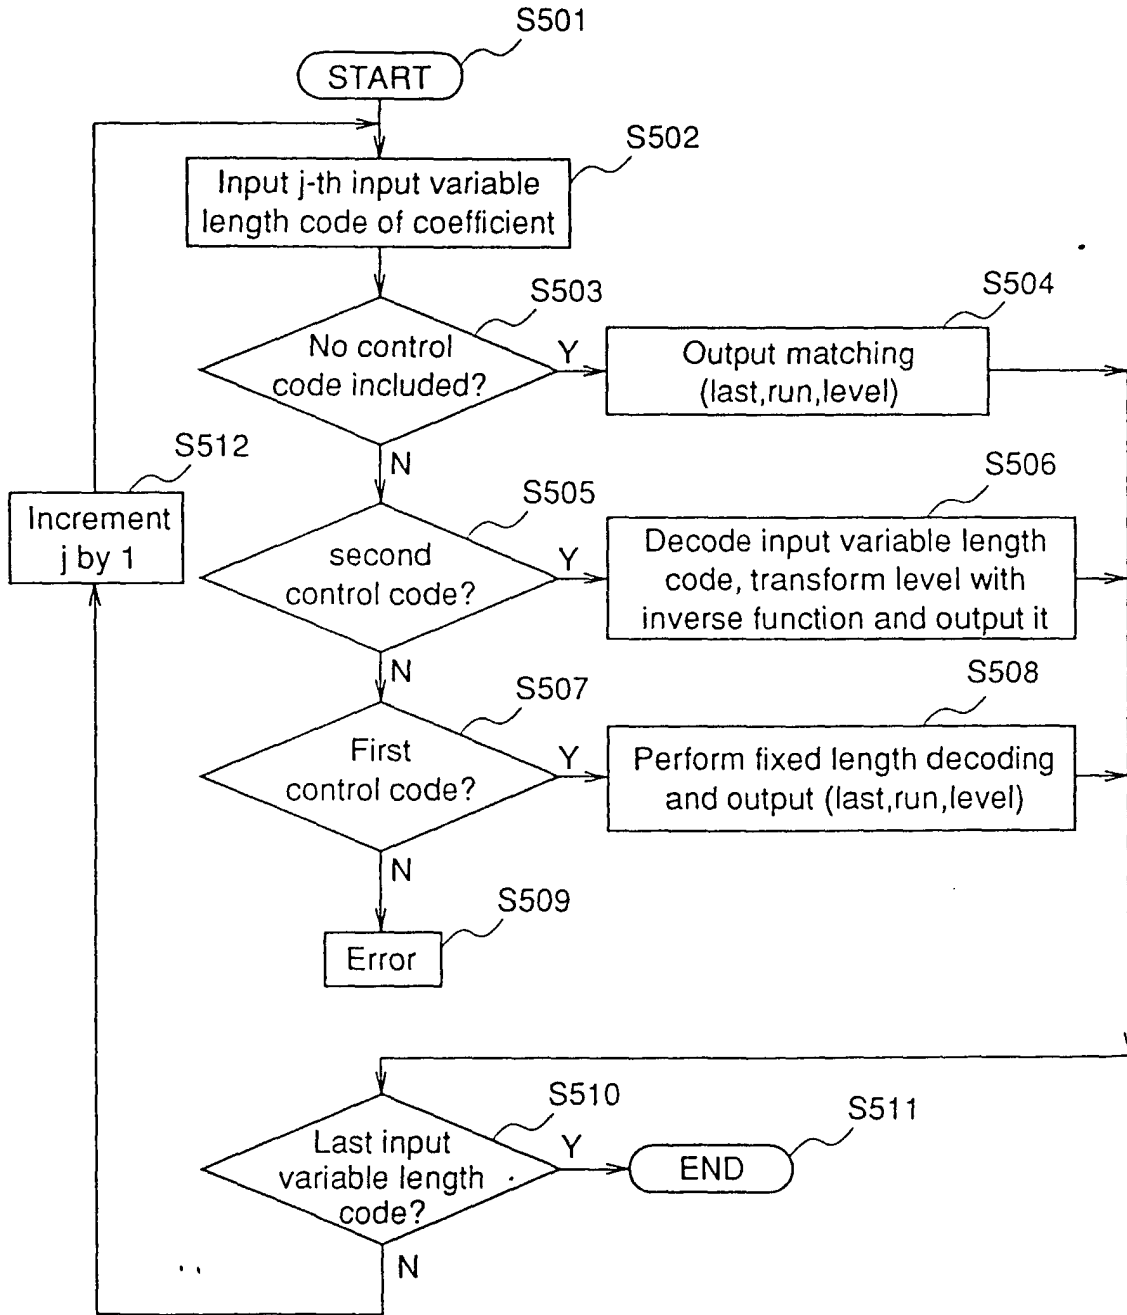 S501
START
S502
Input j-th input variable
length code of coefficient
S503
No control
code included?
Y
N
S504
Output matching
(last,run,level)
S512
Increment
j by 1
S505
second
control code?
Y
N
S506
Decode input variable length
code, transform level with
inverse function and output it
S507
First
control code?
Y
N
S508
Perform fixed length decoding
and output (last,run,level)
S509
Error
S510
Last input
variable length
code?
Y
N
S511
END